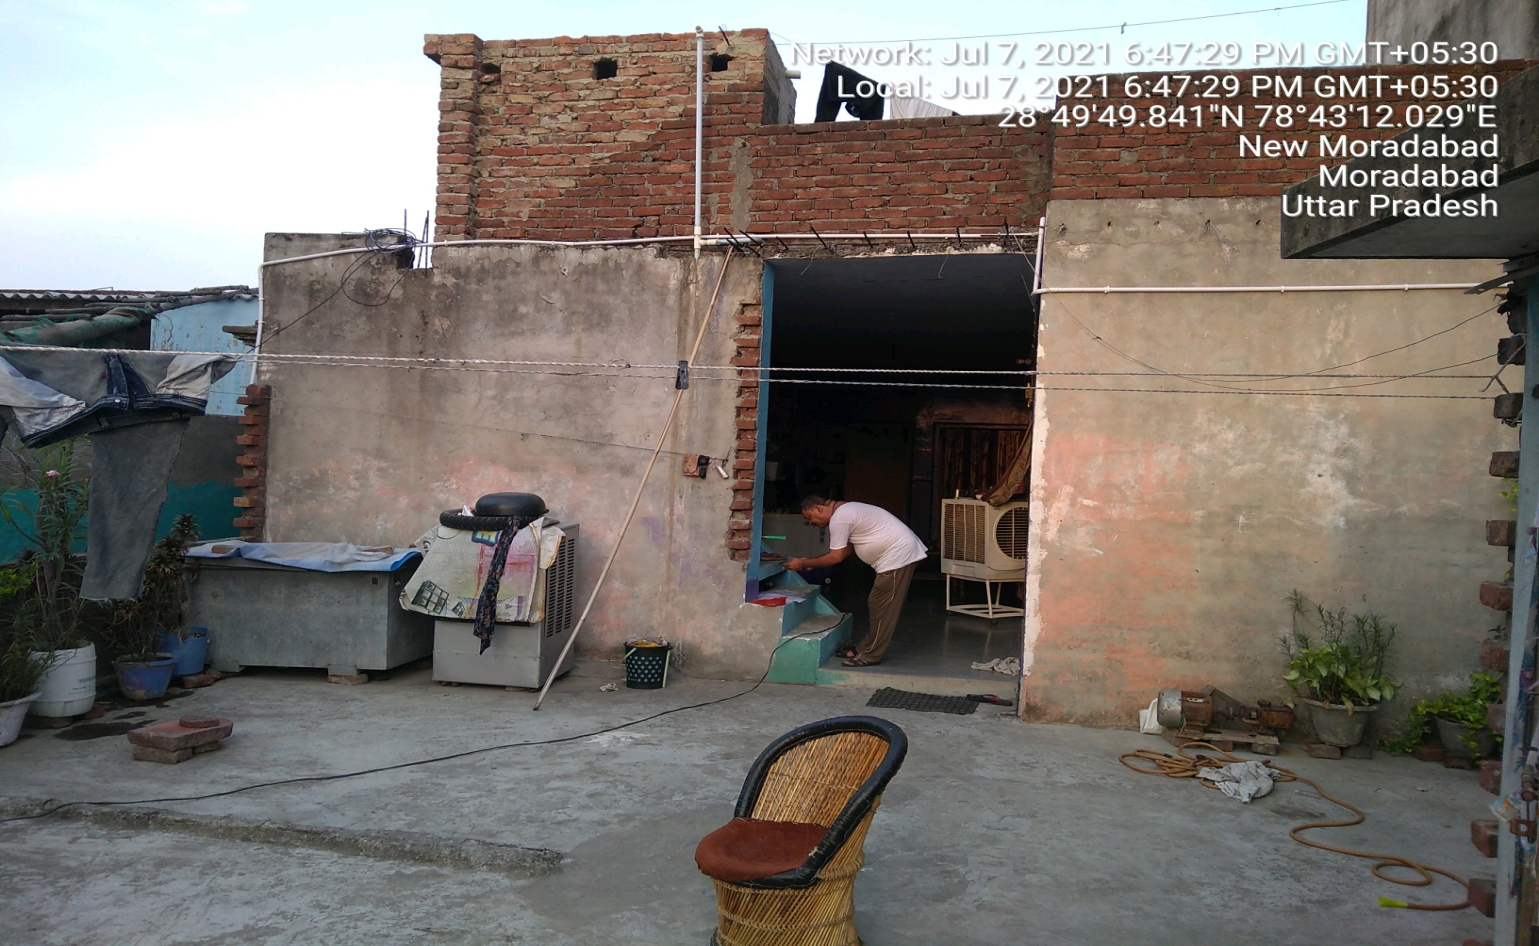 Network: Jul 7, 2021 6:47:29 PM GMT+05:30
Local: Jul 7, 2021 6:47:29 PM GMT+05:30
28°49'49.841"N 78°43'12.029"E
New Moradabad
Moradabad
Uttar Pradesh